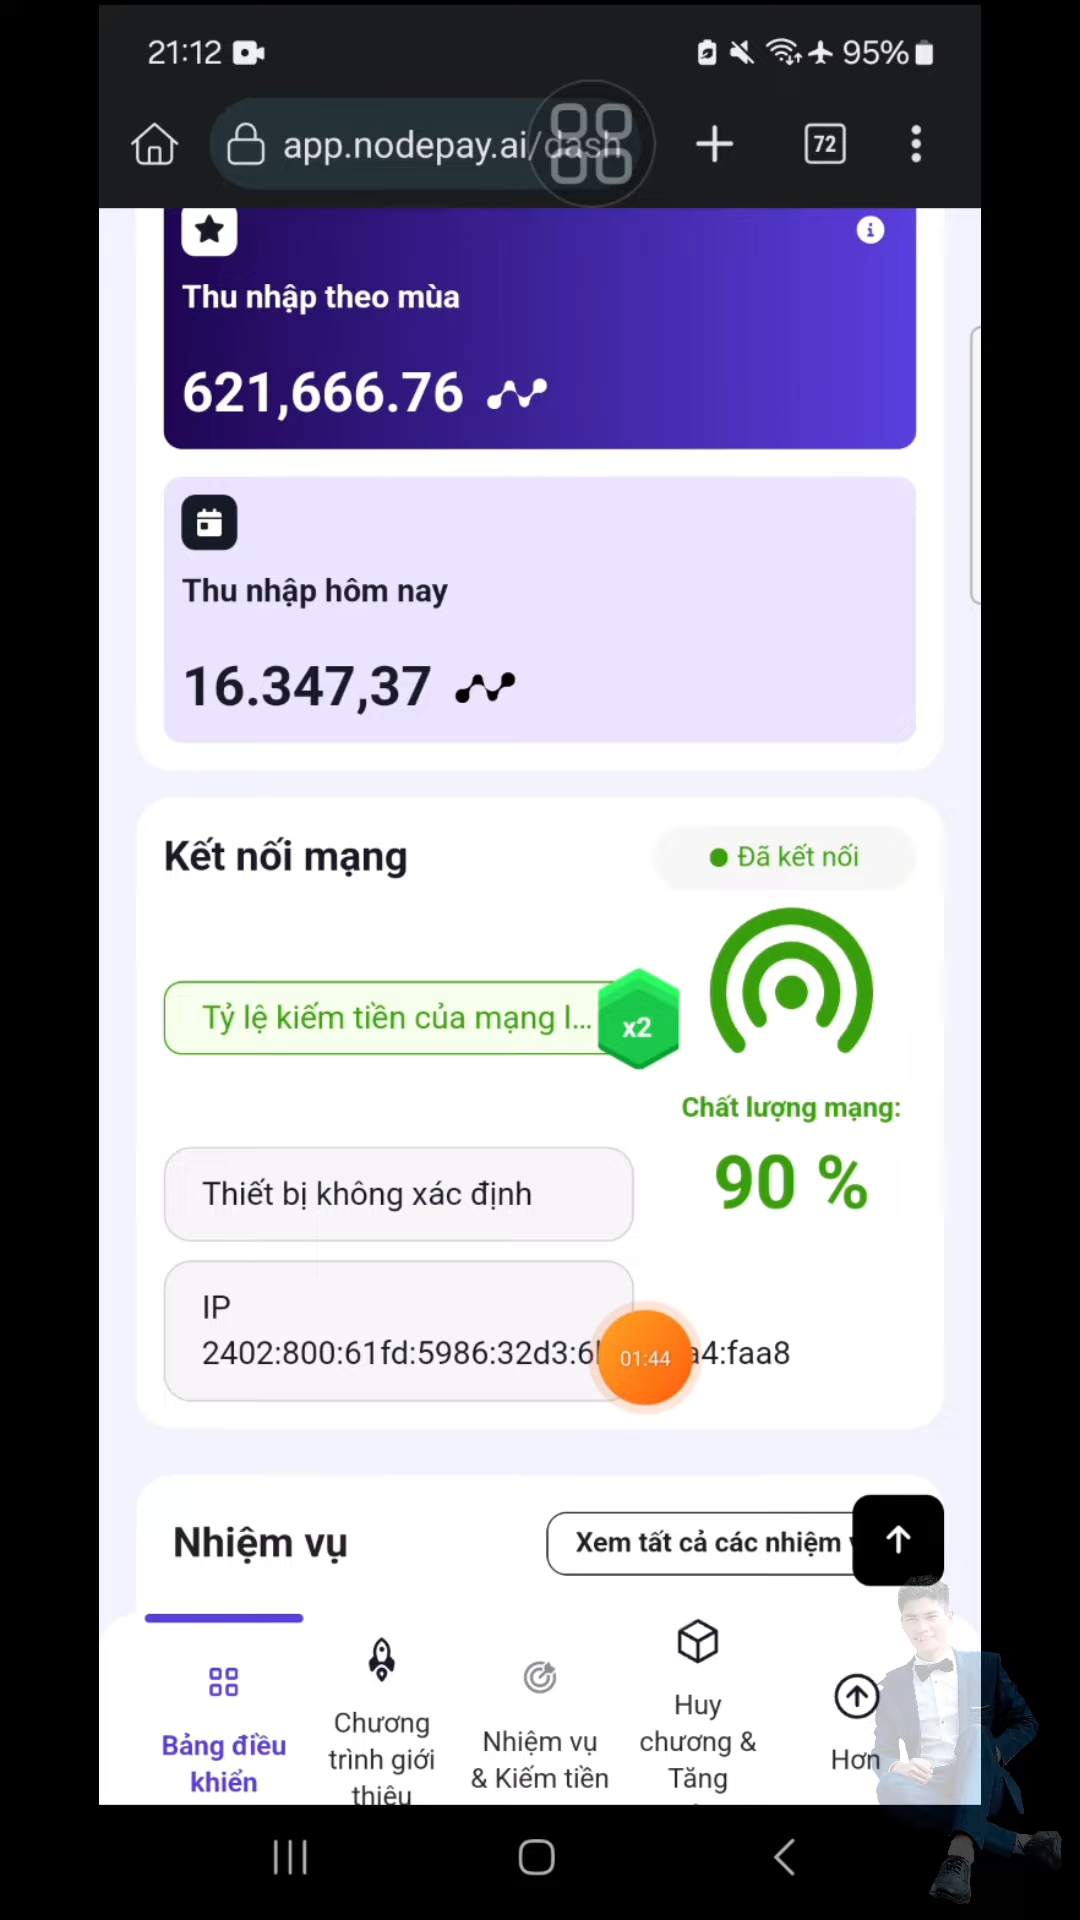 21:12
95%
app.nodepay.ai/dash
72
Thu nhập theo mùa
621,666.76
Thu nhập hôm nay
16.347,37
Kết nối mạng
Đã kết nối
Tỷ lệ kiếm tiền của mạng l...
x2
Chất lượng mạng:
90 %
Thiết bị không xác định
IP
2402:800:61fd:5986:32d3:6
a4:faa8
01:44
Nhiệm vụ
Xem tất cả các nhiệm
Bảng điều khiển
Chương trình giới thiệu
Nhiệm vụ & Kiếm tiền
Huy chương & Tăng
Hơn